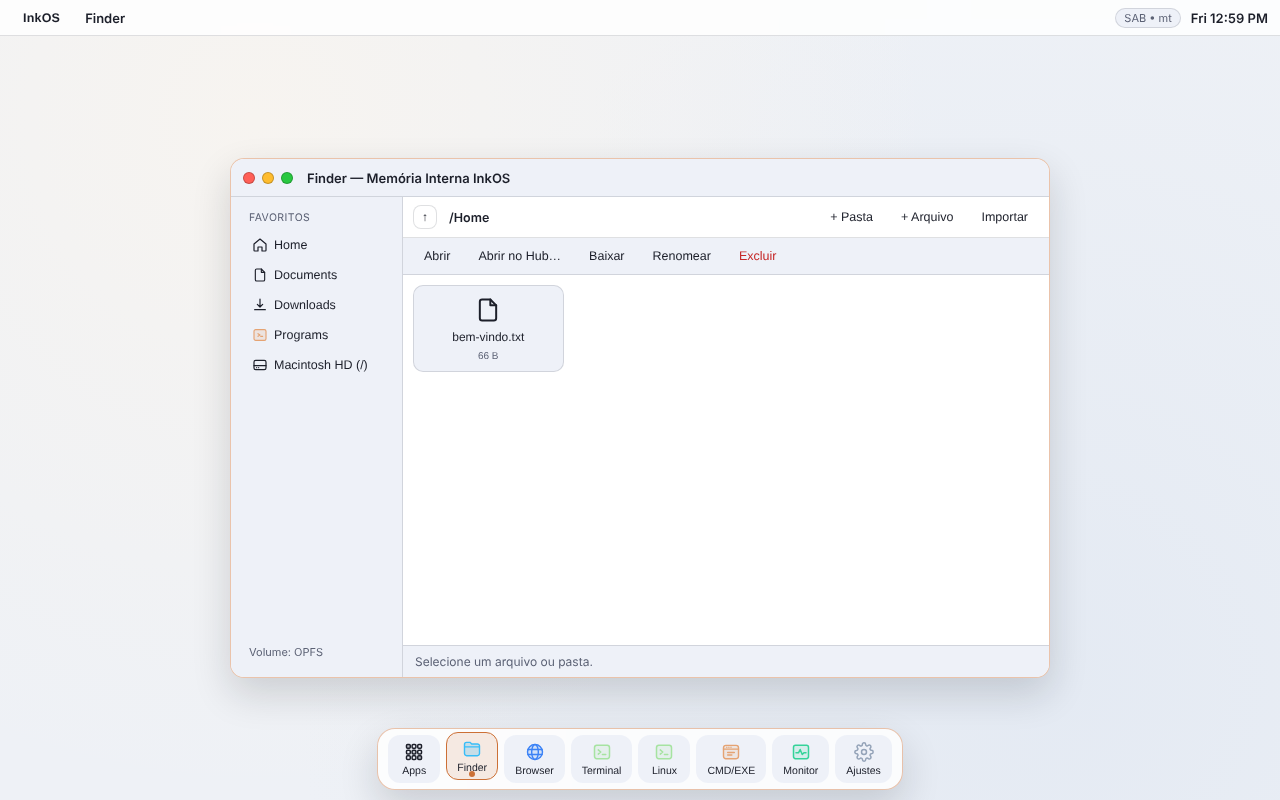 InkOS Finder SAB • mt Fri 12:59 PM
Finder — Memória Interna InkOS
FAVORITOS
Home
Documents
Downloads
Programs
Macintosh HD (/)
Volume: OPFS
↑ /Home + Pasta + Arquivo Importar
Abrir Abrir no Hub… Baixar Renomear Excluir
bem-vindo.txt
66 B
Selecione um arquivo ou pasta.
Apps Finder Browser Terminal Linux CMD/EXE Monitor Ajustes